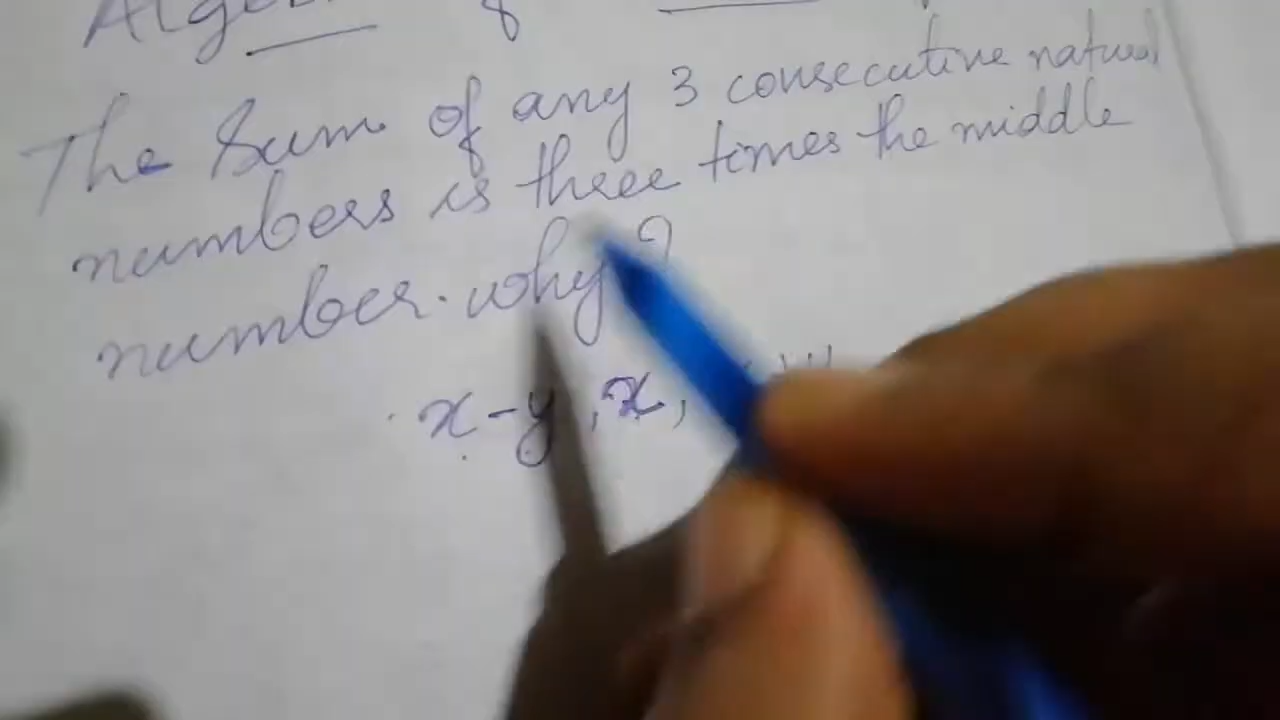 The Sum of any 3 consecutive natural
numbers is three times the middle
number. why?
x-y, x,